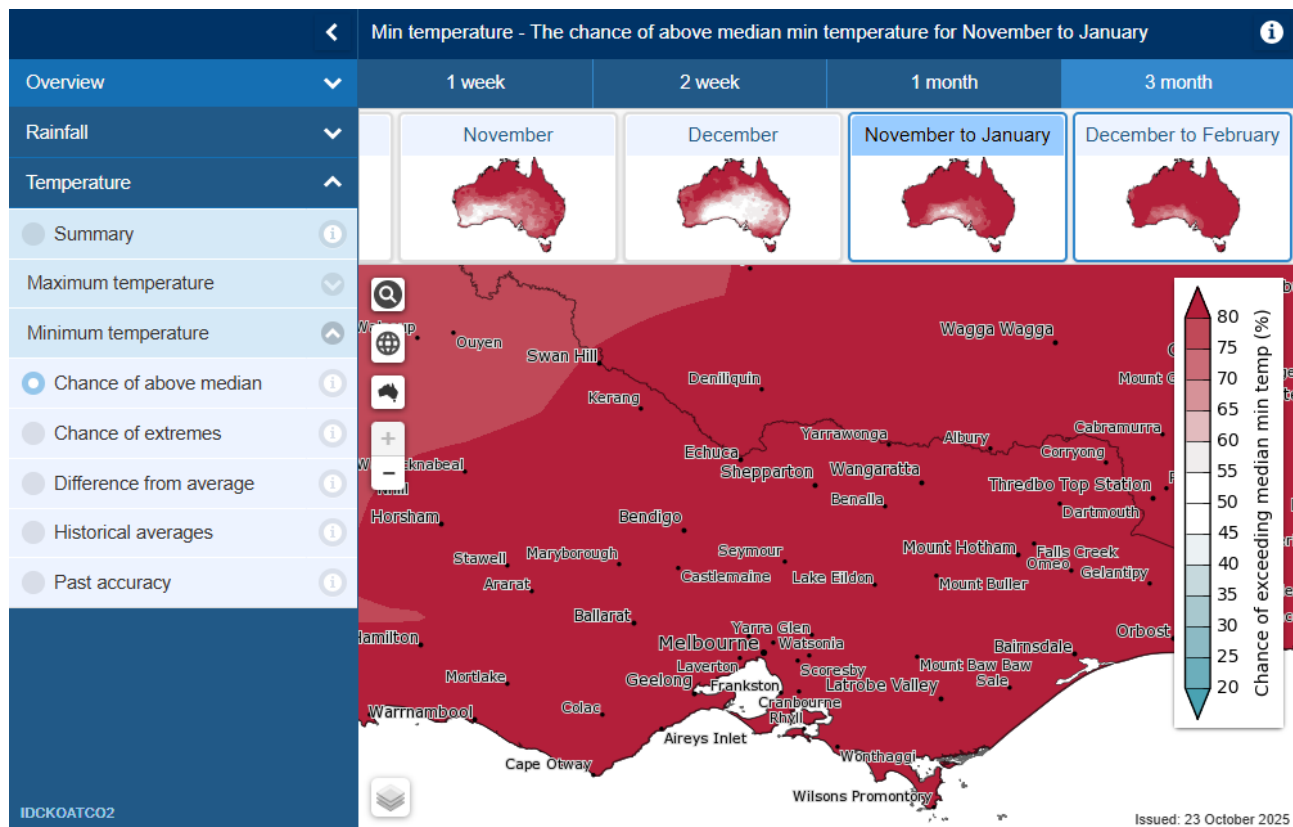 Min temperature - The chance of above median min temperature for November to January
Overview
1 week
2 week
1 month
3 month
Rainfall
November
December
November to January
December to February
Temperature
Summary
Maximum temperature
Minimum temperature
Chance of above median
Chance of extremes
Difference from average
Historical averages
Past accuracy
IDCKOATCO2
Ouyen
Swan Hill
Wagga Wagga
Deniliquin
Kerang
Mount
Yarrawonga
Albury
Cabramurra
Echuca
Corryong
Shepparton
Wangaratta
Thredbo Top Station
Benalla
Dartmouth
Horsham
Bendigo
Stawell
Maryborough
Seymour
Mount Hotham
Falls Creek
Omeo
Castlemaine
Lake Eildon
Gelantipy
Ararat
Mount Buller
Ballarat
Yarra Glen
Orbost
Hamilton
Melbourne
Watsonia
Bairnsdale
Laverton
Scoresby
Mount Baw Baw
Mortlake
Geelong
Frankston
Latrobe Valley
Sale
Cranbourne
Warrnambool
Colac
Rhyll
Aireys Inlet
Wonthaggi
Cape Otway
Wilsons Promontory
80
75
70
65
60
55
50
45
40
35
30
25
20
Chance of exceeding median min temp (%)
Issued: 23 October 2025